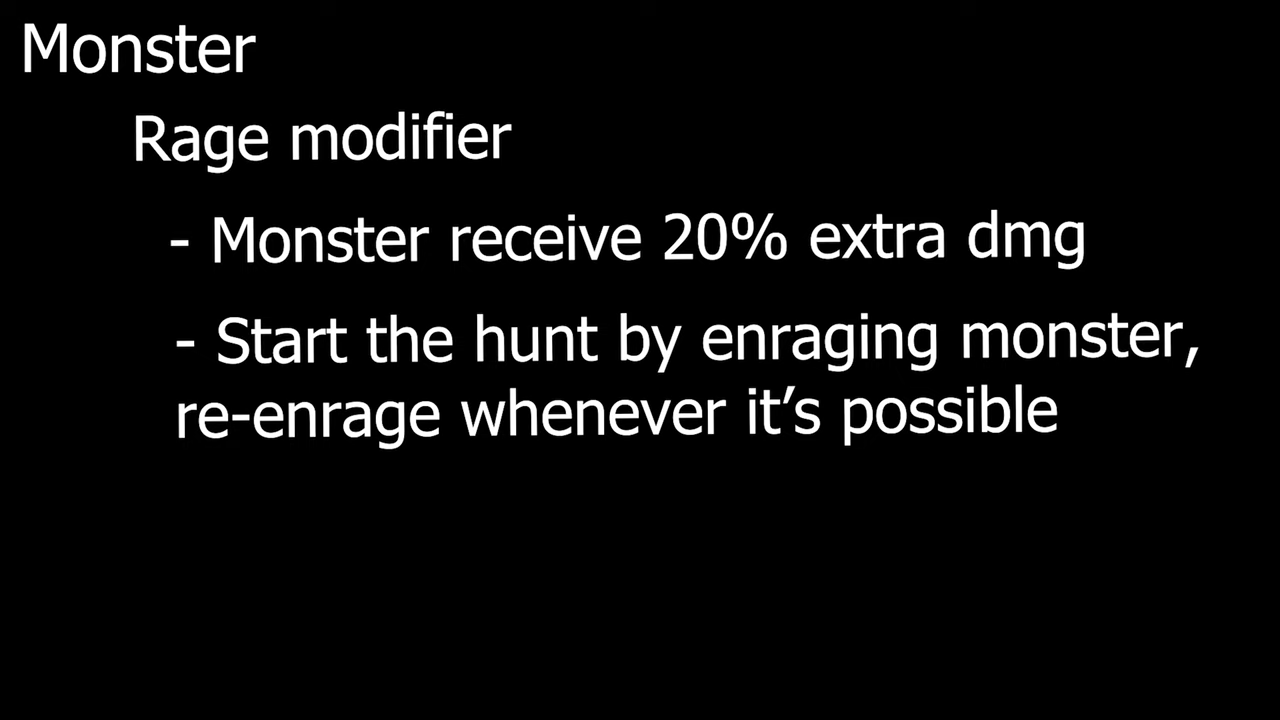 Monster
Rage modifier
- Monster receive 20% extra dmg
- Start the hunt by enraging monster,
re-enrage whenever it’s possible